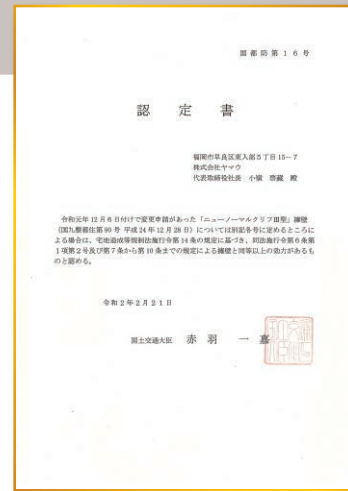 国都防第16号
認定書
福岡市早良区東入部5丁目15-7
株式会社ヤマウ
代表取締役社長 小嶺 啓藏 殿
令和元年12月6日付けで変更申請があった「ニューノーマルクリフⅢ型」擁壁
(国九整都住第80号 平成24年12月28日)については別記各号に定めるところに
よる場合は、宅地造成等規制法施行令第14条の規定に基づき、同法施行令第6条第
1項第2号及び第7条から第10条までの規定による擁壁と同等以上の効力があるも
のと認める。
令和2年2月21日
国土交通大臣 赤羽 一嘉